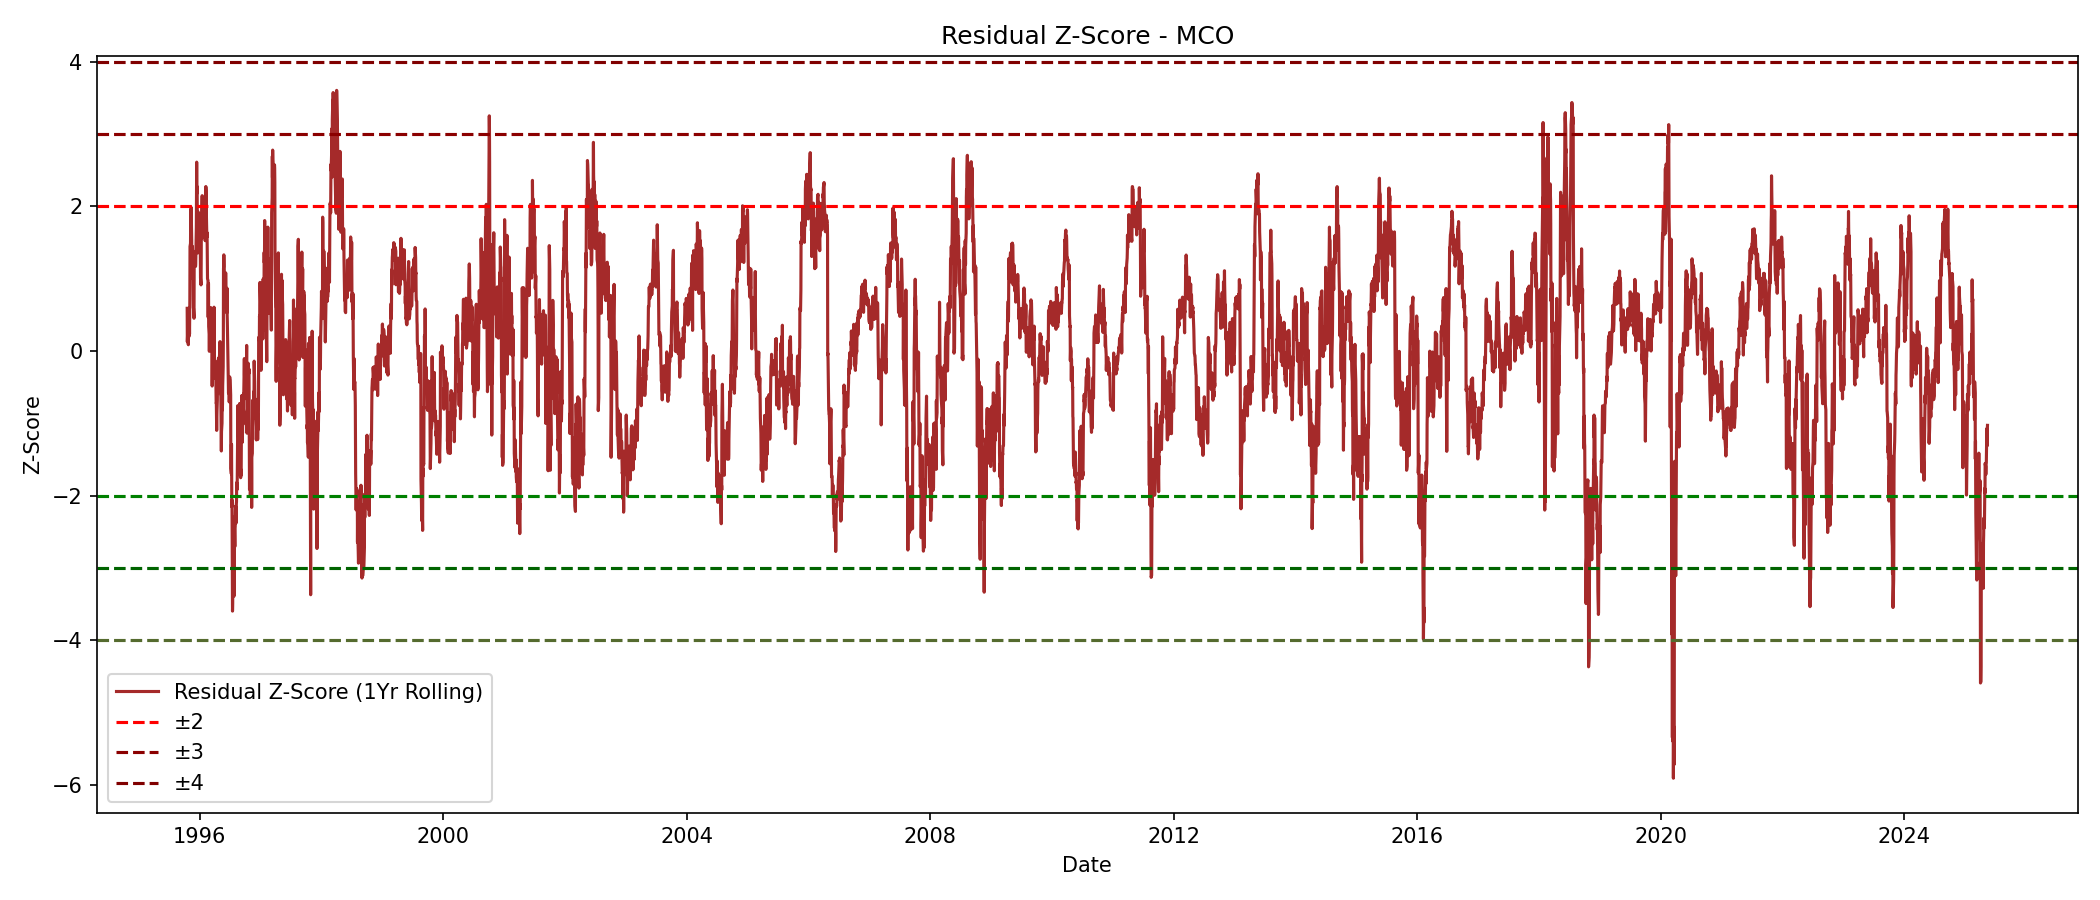 Residual Z-Score - MCO
Z-Score
4
2
0
−2
−4
−6
Residual Z-Score (1Yr Rolling)
±2
±3
±4
1996 2000 2004 2008 2012 2016 2020 2024
Date